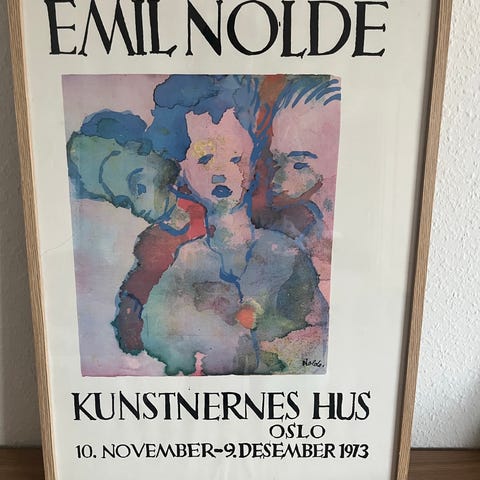 EMIL NOLDE
KUNSTNERNES HUS
OSLO
10. NOVEMBER-9. DESEMBER 1973